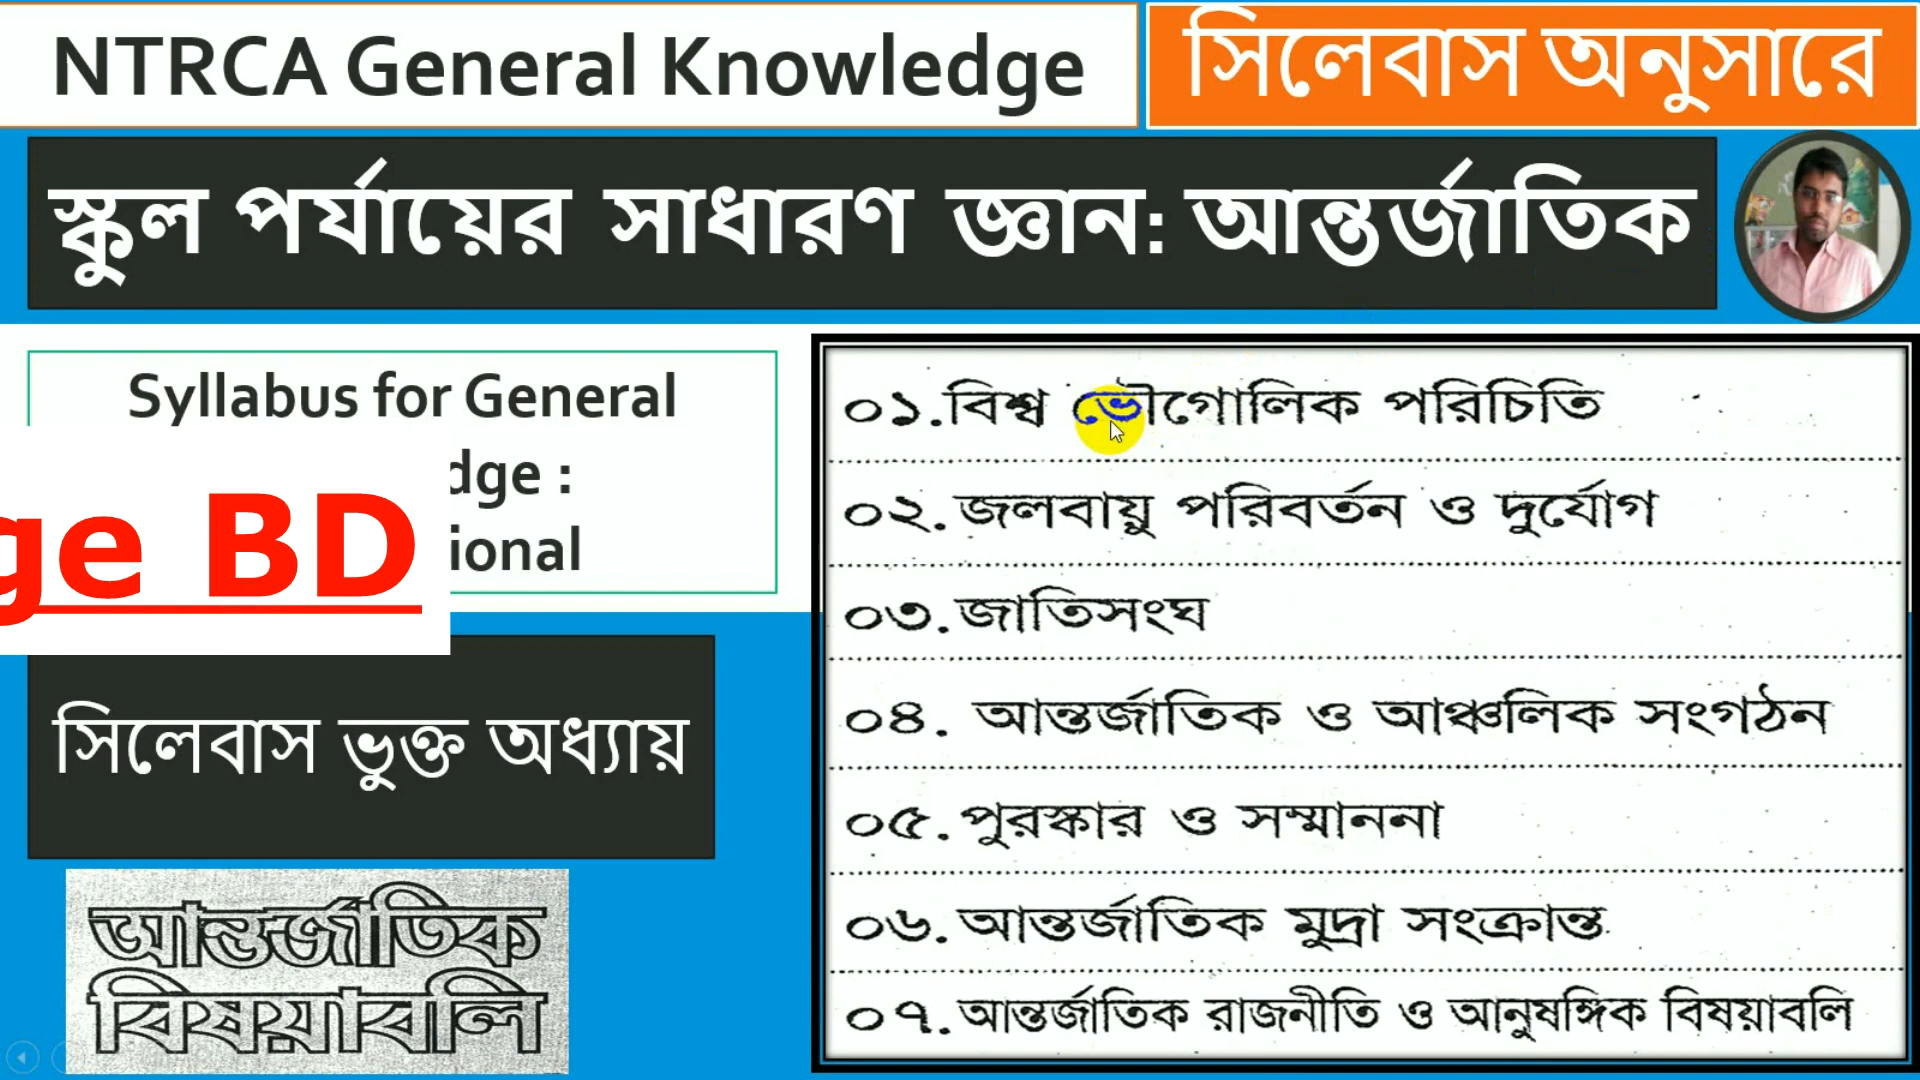 NTRCA General Knowledge
সিলেবাস অনুসারে
স্কুল পর্যায়ের সাধারণ জ্ঞান: আন্তর্জাতিক
Syllabus for General
dge :
ional
ge BD
সিলেবাস ভুক্ত অধ্যায়
আন্তর্জাতিক
বিষয়াবলি
০১.বিশ্ব ভৌগোলিক পরিচিতি
০২.জলবায়ু পরিবর্তন ও দুর্যোগ
০৩.জাতিসংঘ
০৪. আন্তর্জাতিক ও আঞ্চলিক সংগঠন
০৫.পুরস্কার ও সম্মাননা
০৬.আন্তর্জাতিক মুদ্রা সংক্রান্ত
০৭.আন্তর্জাতিক রাজনীতি ও আনুষঙ্গিক বিষয়াবলি